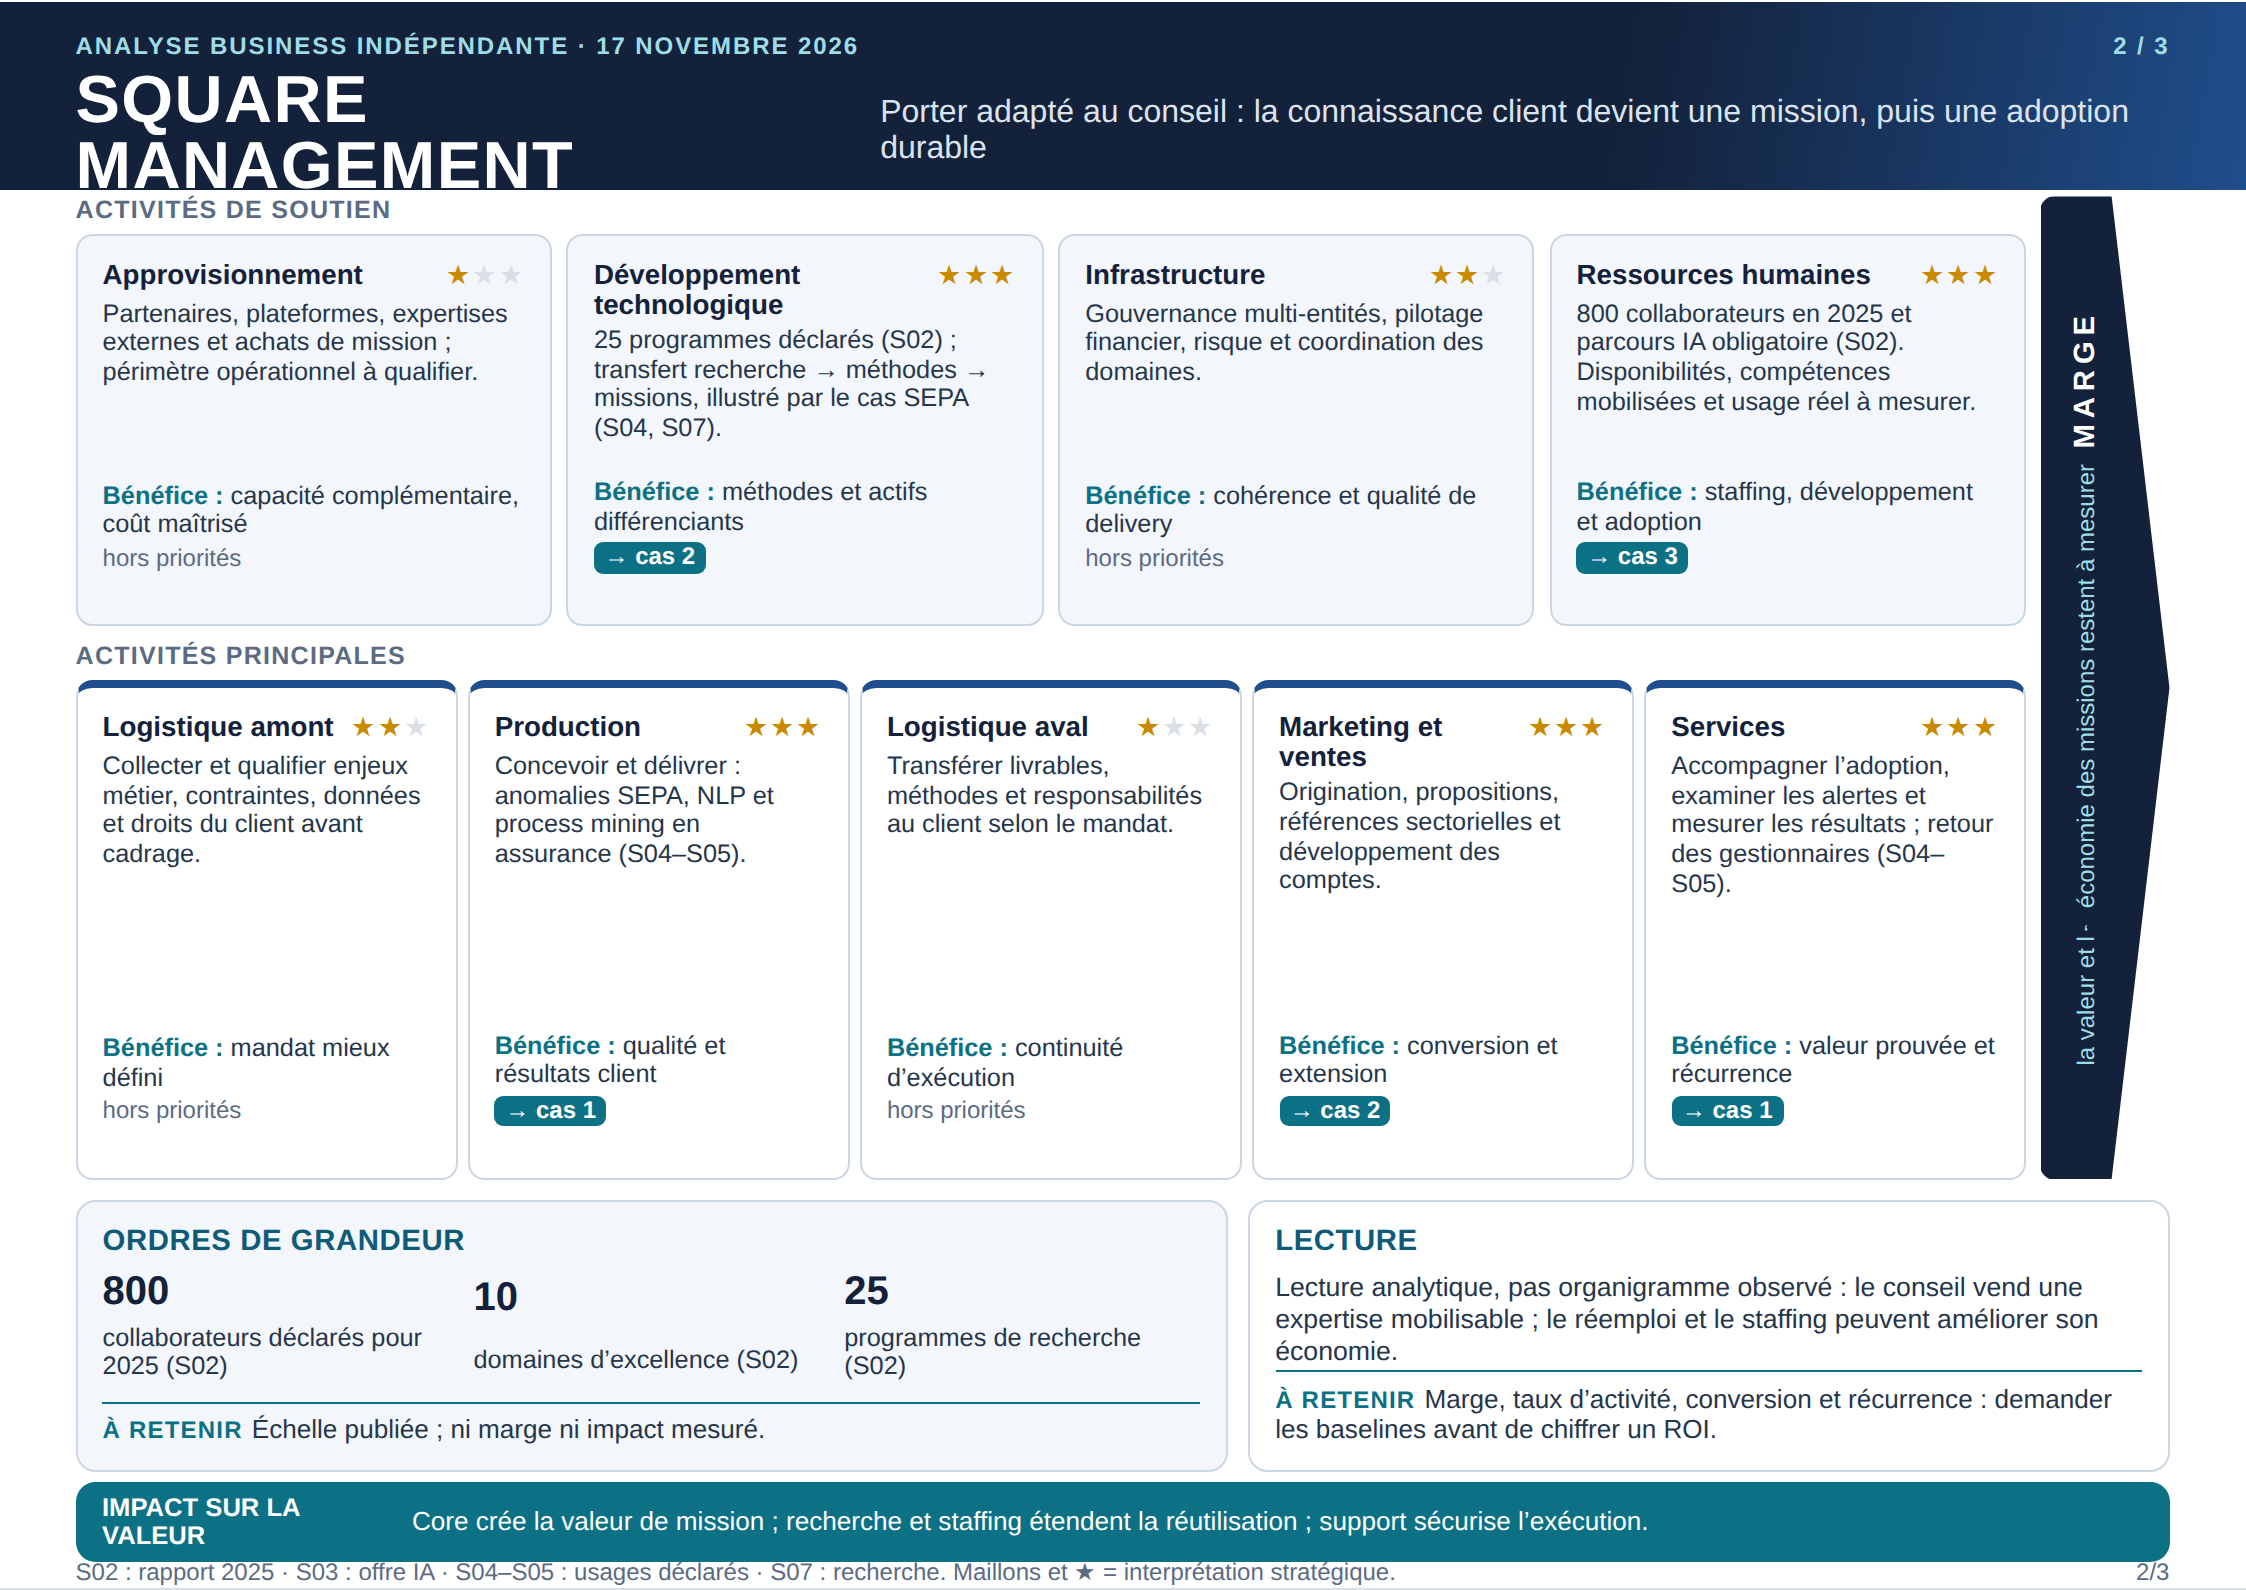 ANALYSE BUSINESS INDÉPENDANTE · 17 NOVEMBRE 2026
2 / 3
SQUARE
MANAGEMENT
Porter adapté au conseil : la connaissance client devient une mission, puis une adoption
durable
ACTIVITÉS DE SOUTIEN
Approvisionnement ★★★
Partenaires, plateformes, expertises
externes et achats de mission ;
périmètre opérationnel à qualifier.
Bénéfice : capacité complémentaire,
coût maîtrisé
hors priorités
Développement ★★★
technologique
25 programmes déclarés (S02) ;
transfert recherche → méthodes →
missions, illustré par le cas SEPA
(S04, S07).
Bénéfice : méthodes et actifs
différenciants
→ cas 2
Infrastructure ★★★
Gouvernance multi-entités, pilotage
financier, risque et coordination des
domaines.
Bénéfice : cohérence et qualité de
delivery
hors priorités
Ressources humaines ★★★
800 collaborateurs en 2025 et
parcours IA obligatoire (S02).
Disponibilités, compétences
mobilisées et usage réel à mesurer.
Bénéfice : staffing, développement
et adoption
→ cas 3
ACTIVITÉS PRINCIPALES
Logistique amont ★★★
Collecter et qualifier enjeux
métier, contraintes, données
et droits du client avant
cadrage.
Bénéfice : mandat mieux
défini
hors priorités
Production ★★★
Concevoir et délivrer :
anomalies SEPA, NLP et
process mining en
assurance (S04–S05).
Bénéfice : qualité et
résultats client
→ cas 1
Logistique aval ★★★
Transférer livrables,
méthodes et responsabilités
au client selon le mandat.
Bénéfice : continuité
d’exécution
hors priorités
Marketing et ★★★
ventes
Origination, propositions,
références sectorielles et
développement des
comptes.
Bénéfice : conversion et
extension
→ cas 2
Services ★★★
Accompagner l’adoption,
examiner les alertes et
mesurer les résultats ; retour
des gestionnaires (S04–
S05).
Bénéfice : valeur prouvée et
récurrence
→ cas 1
MARGE
la valeur et l économie des missions restent à mesurer
ORDRES DE GRANDEUR
800
collaborateurs déclarés pour
2025 (S02)
10
domaines d’excellence (S02)
25
programmes de recherche
(S02)
À RETENIR Échelle publiée ; ni marge ni impact mesuré.
LECTURE
Lecture analytique, pas organigramme observé : le conseil vend une
expertise mobilisable ; le réemploi et le staffing peuvent améliorer son
économie.
À RETENIR Marge, taux d’activité, conversion et récurrence : demander
les baselines avant de chiffrer un ROI.
IMPACT SUR LA
VALEUR
Core crée la valeur de mission ; recherche et staffing étendent la réutilisation ; support sécurise l’exécution.
S02 : rapport 2025 · S03 : offre IA · S04–S05 : usages déclarés · S07 : recherche. Maillons et ★ = interprétation stratégique.
2/3